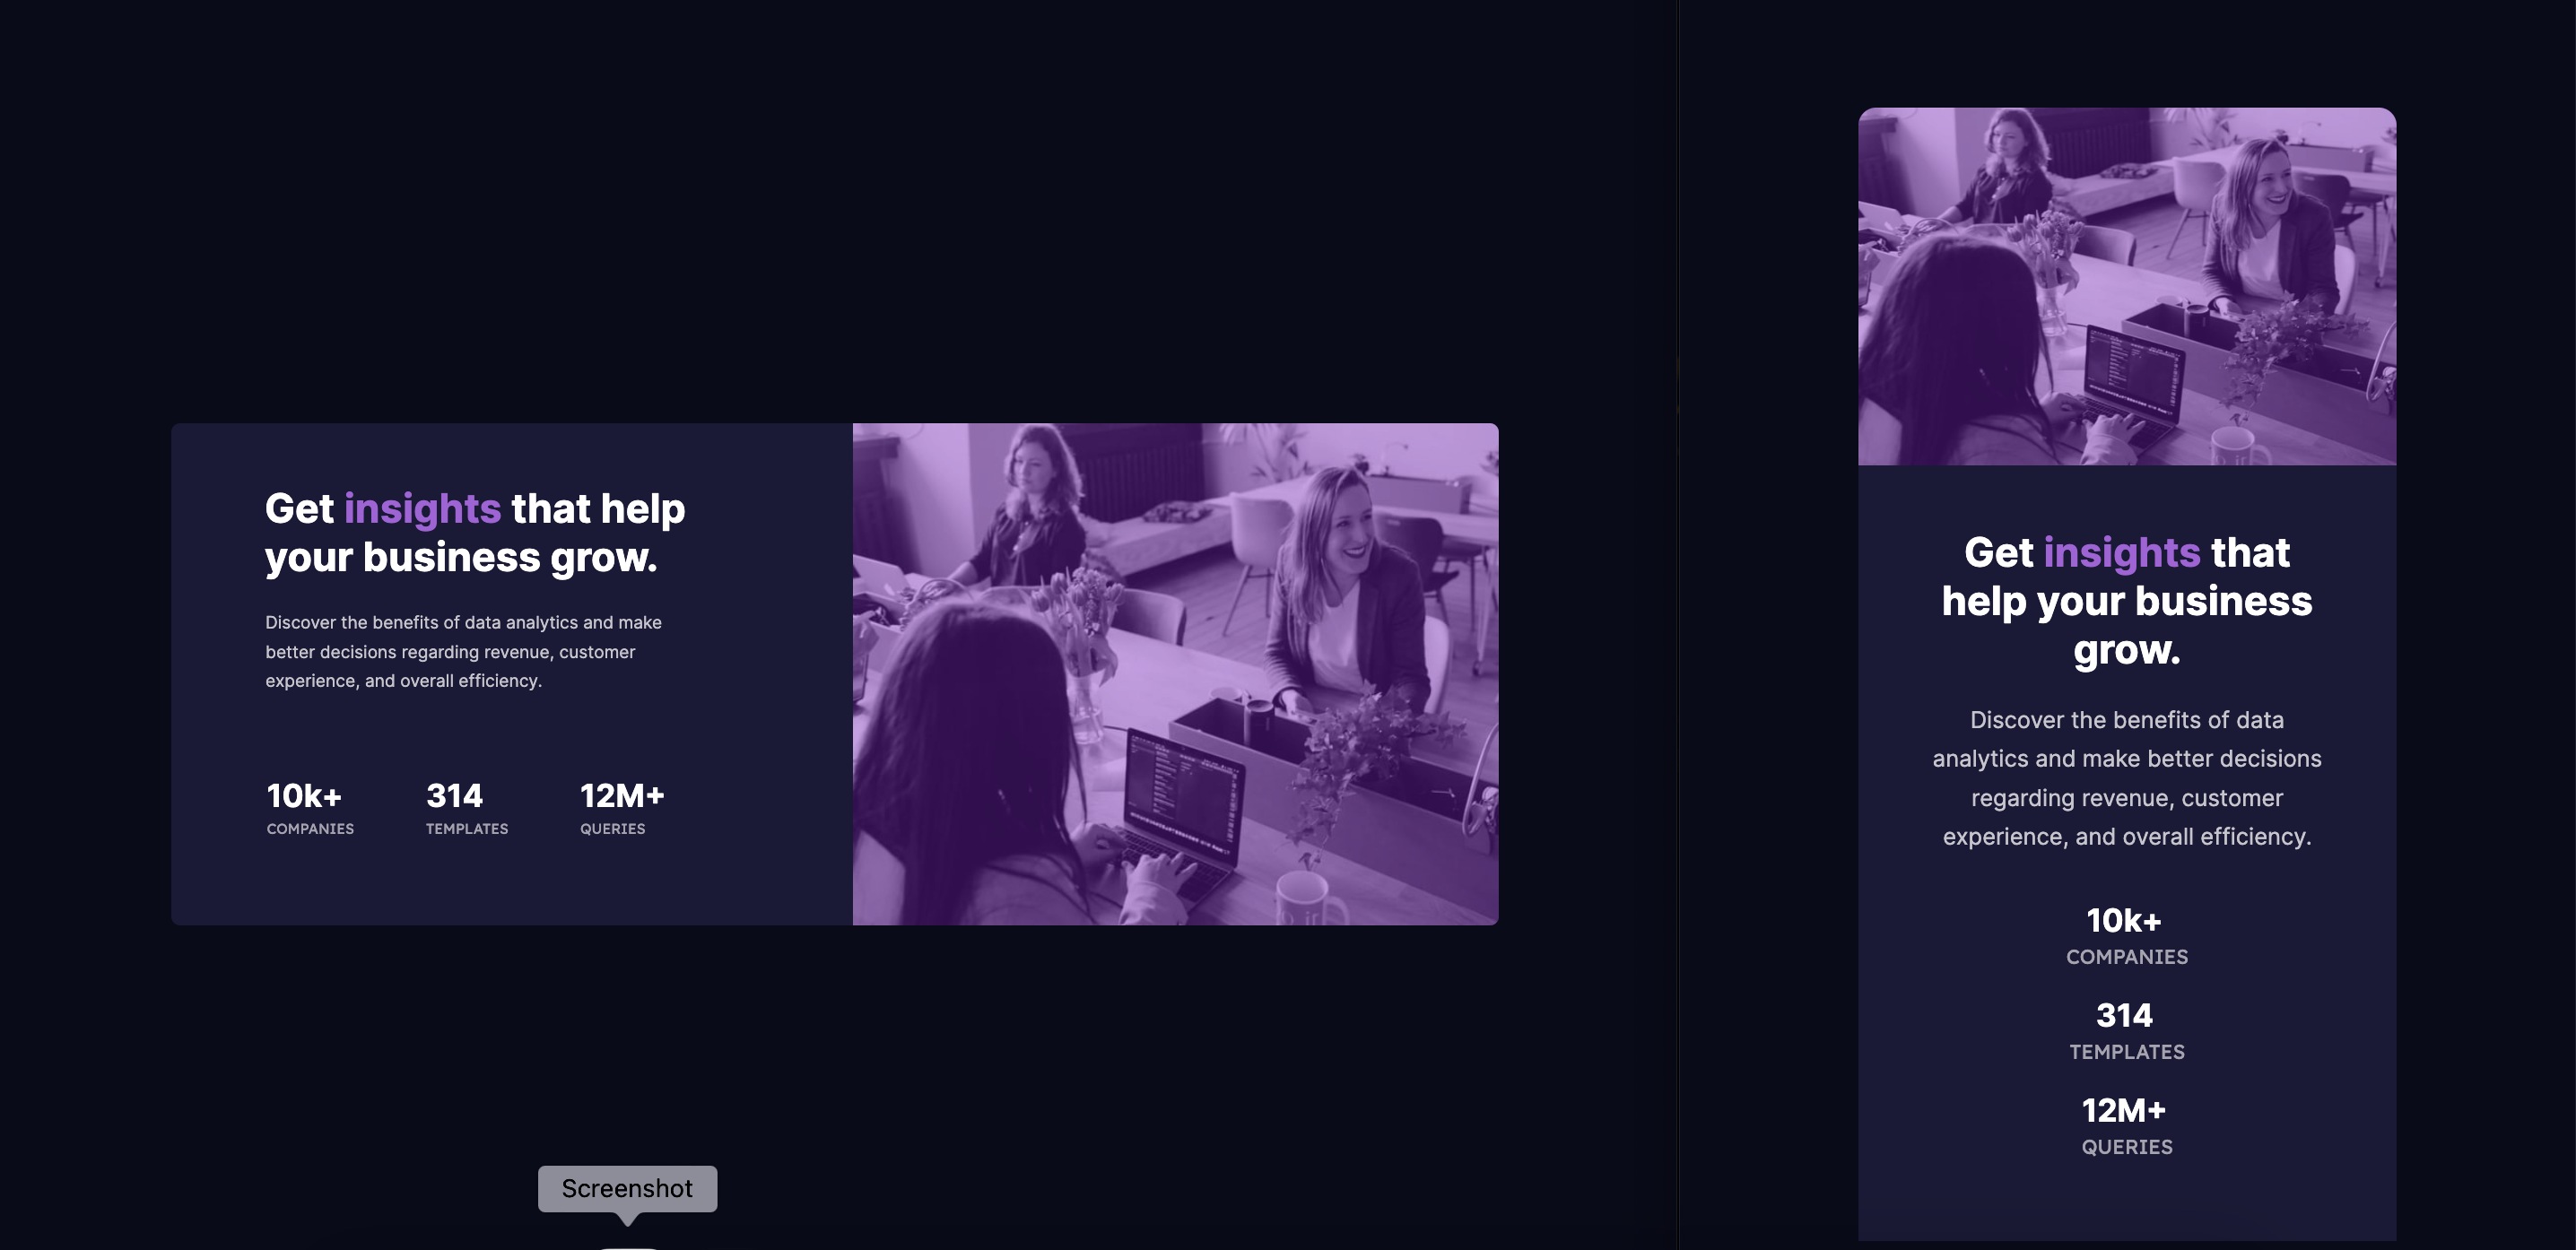 Get insights that help
your business grow.
Discover the benefits of data analytics and make
better decisions regarding revenue, customer
experience, and overall efficiency.
10k+
COMPANIES
314
TEMPLATES
12M+
QUERIES
Screenshot
Get insights that
help your business
grow.
Discover the benefits of data
analytics and make better decisions
regarding revenue, customer
experience, and overall efficiency.
10k+
COMPANIES
314
TEMPLATES
12M+
QUERIES